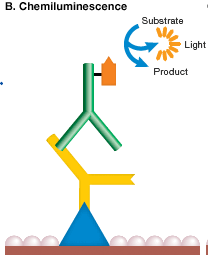 B. Chemiluminescence
Substrate
Light
Product